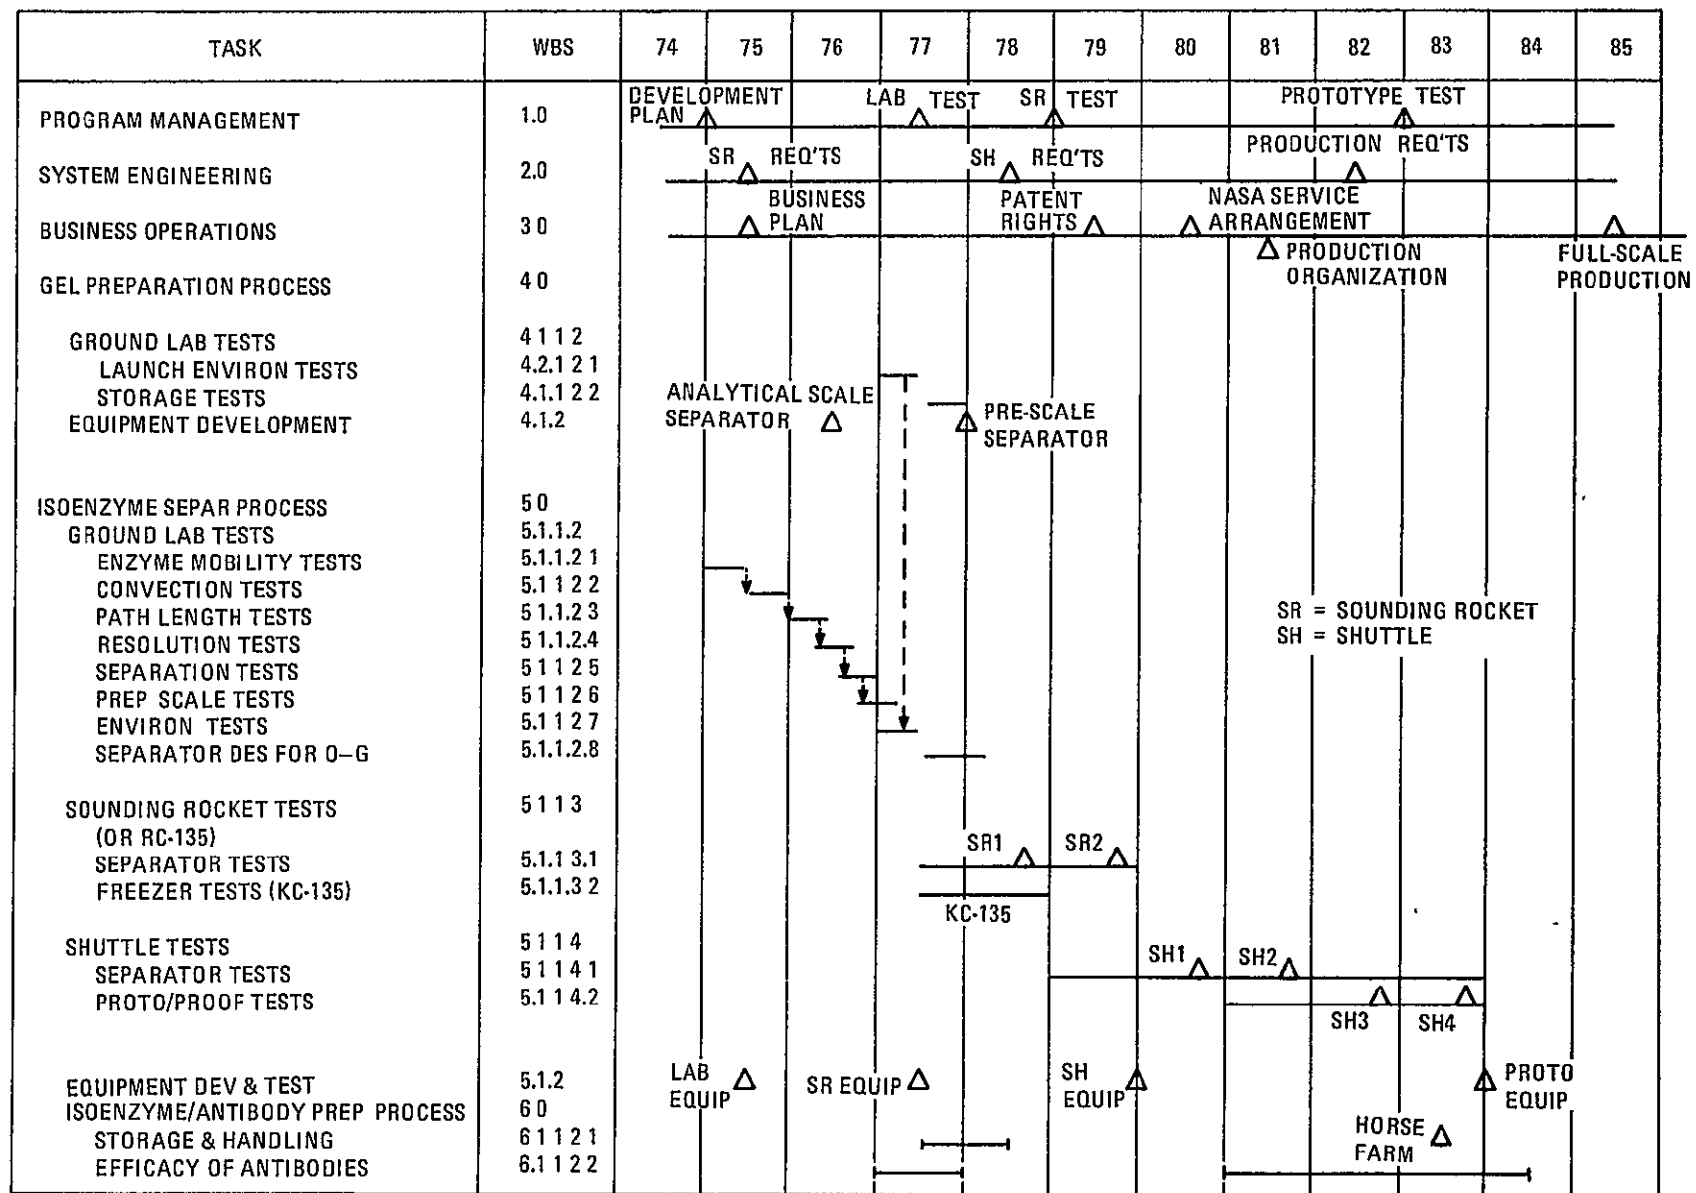 TASK WBS 74 75 76 77 78 79 80 81 82 83 84 85
DEVELOPMENT LAB TEST SR TEST PROTOTYPE TEST
PROGRAM MANAGEMENT 1.0 PLAN
SR REQ'TS SH REQ'TS PRODUCTION REQ'TS
SYSTEM ENGINEERING 2.0
BUSINESS PATENT NASA SERVICE
BUSINESS OPERATIONS 3 0 PLAN RIGHTS ARRANGEMENT
PRODUCTION FULL-SCALE
GEL PREPARATION PROCESS 4 0 ORGANIZATION PRODUCTION
GROUND LAB TESTS 4 1 1 2
LAUNCH ENVIRON TESTS 4.2.1 2 1
STORAGE TESTS 4.1.1 2 2 ANALYTICAL SCALE
EQUIPMENT DEVELOPMENT 4.1.2 SEPARATOR PRE-SCALE
SEPARATOR
ISOENZYME SEPAR PROCESS 5 0
GROUND LAB TESTS 5.1.1.2
ENZYME MOBILITY TESTS 5.1.1.2 1
CONVECTION TESTS 5.1 1 2 2
PATH LENGTH TESTS 5 1.1.2 3 SR = SOUNDING ROCKET
RESOLUTION TESTS 5 1.1.2.4 SH = SHUTTLE
SEPARATION TESTS 5 1 1 2 5
PREP SCALE TESTS 5 1 1 2 6
ENVIRON TESTS 5.1 1 2 7
SEPARATOR DES FOR O–G 5.1.1.2.8
SOUNDING ROCKET TESTS 5 1 1 3
(OR RC-135) SR1 SR2
SEPARATOR TESTS 5.1.1 3.1
FREEZER TESTS (KC-135) 5.1.1.3 2
KC-135
SHUTTLE TESTS 5 1 1 4 SH1 SH2
SEPARATOR TESTS 5 1 1 4 1
PROTO/PROOF TESTS 5.1 1 4.2
SH3 SH4
LAB SH PROTO
EQUIPMENT DEV & TEST 5.1.2 EQUIP SR EQUIP EQUIP EQUIP
ISOENZYME/ANTIBODY PREP PROCESS 6 0
STORAGE & HANDLING 6 1 1 2 1 HORSE
EFFICACY OF ANTIBODIES 6.1 1 2 2 FARM